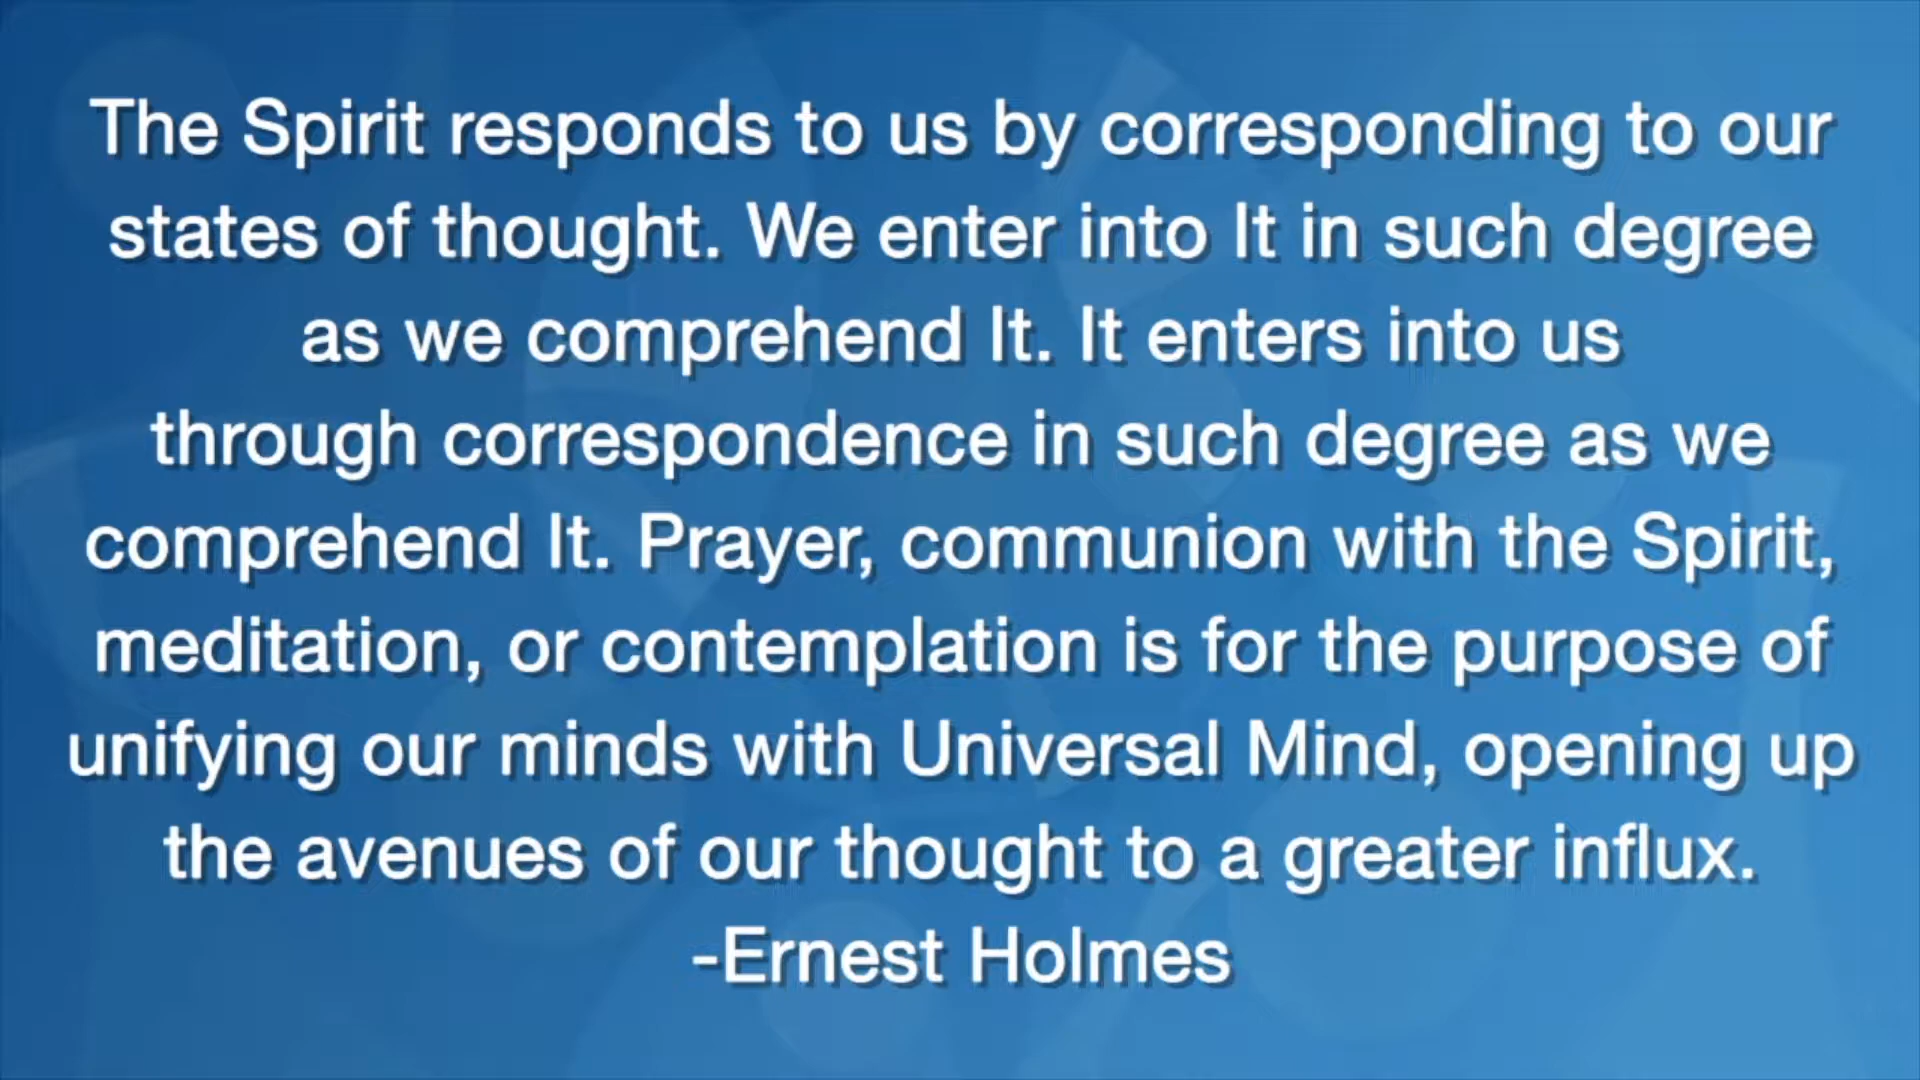 The Spirit responds to us by corresponding to our
states of thought. We enter into It in such degree
as we comprehend It. It enters into us
through correspondence in such degree as we
comprehend It. Prayer, communion with the Spirit,
meditation, or contemplation is for the purpose of
unifying our minds with Universal Mind, opening up
the avenues of our thought to a greater influx.
-Ernest Holmes